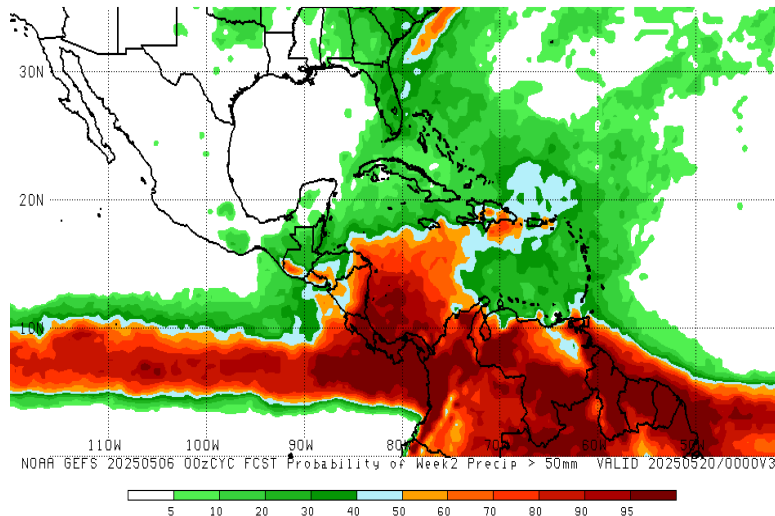 30N
20N
10N
110W 100W 90W 80W 70W 60W 50W
NOAA GEFS 20250506 00zCYC FCST Probability of Week2 Precip > 50mm VALID 20250520/0000V3
5 10 20 30 40 50 60 70 80 90 95